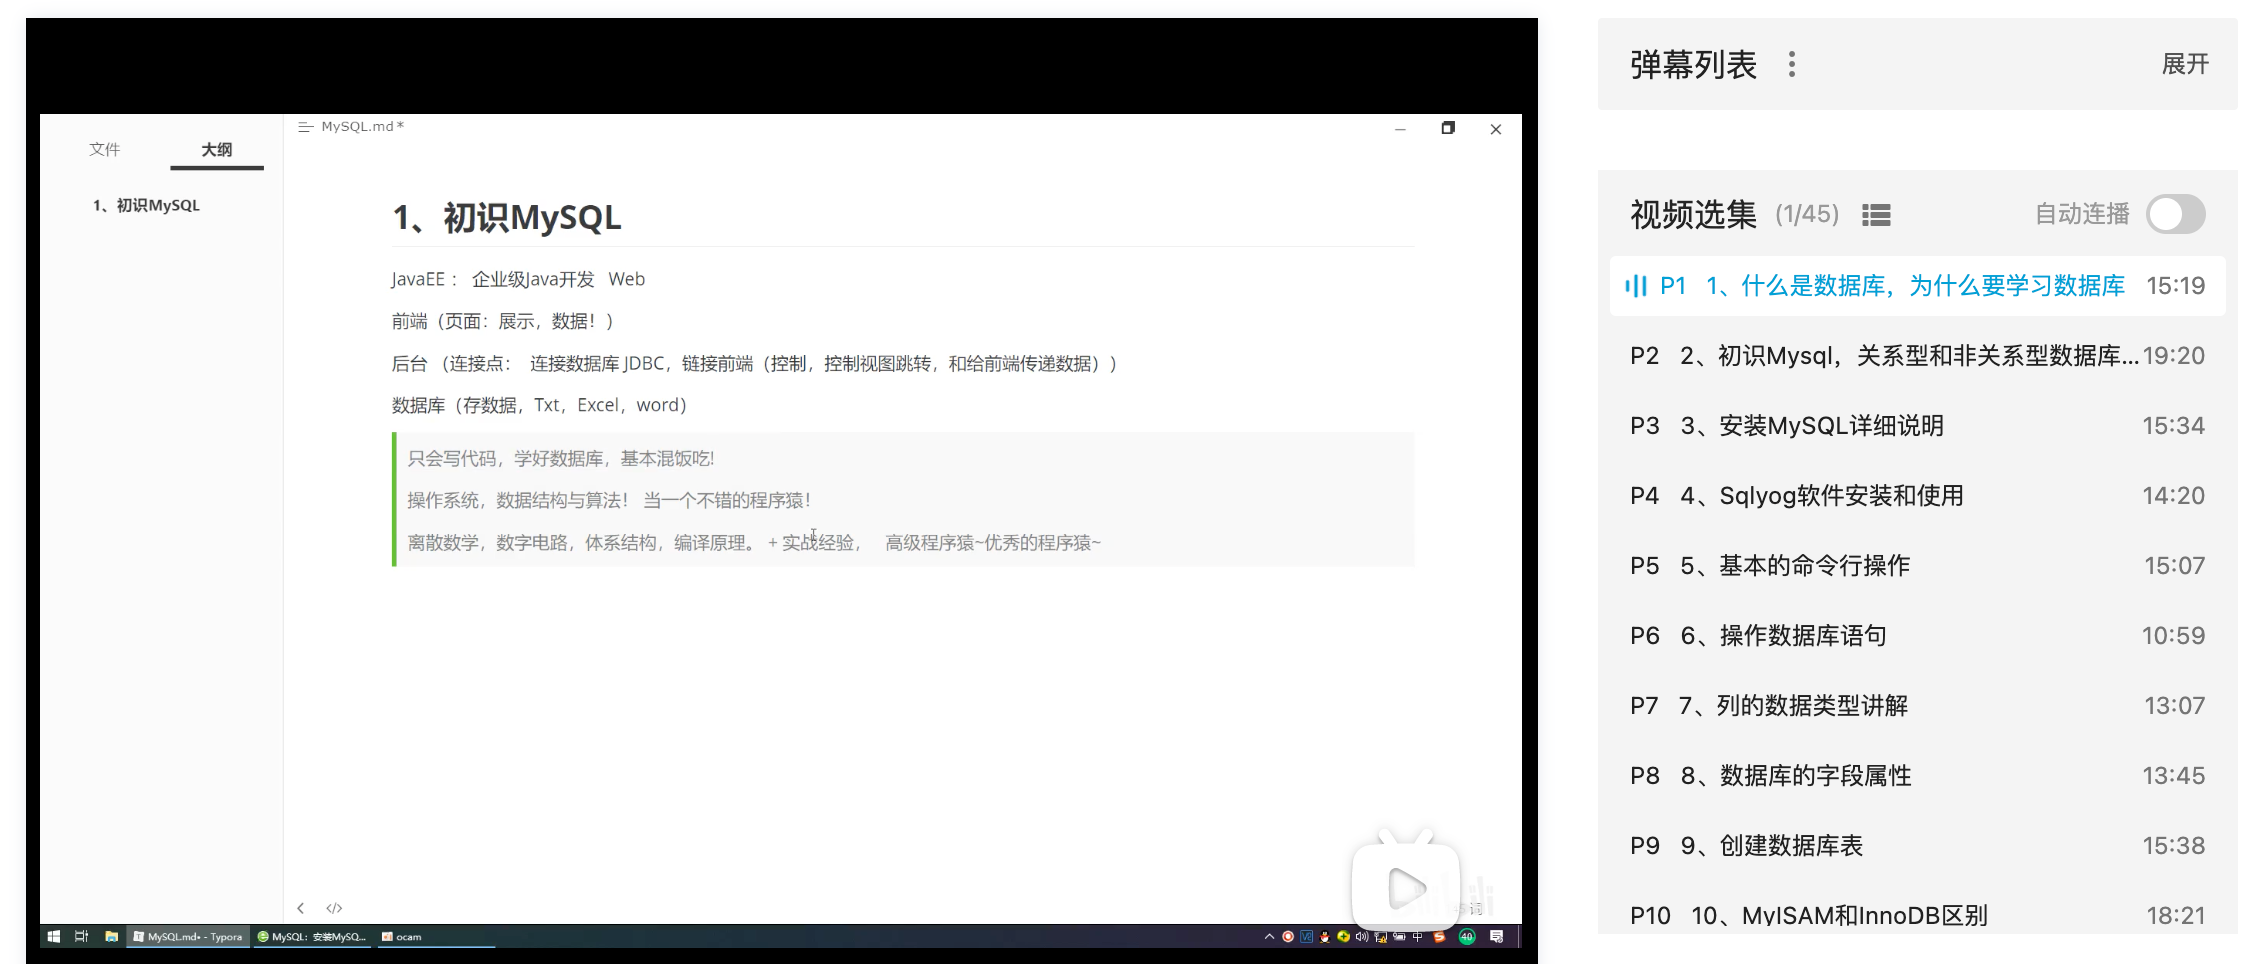 文件
大纲
1、初识MySQL
MySQL.md*
1、初识MySQL
JavaEE： 企业级Java开发 Web
前端（页面：展示，数据！）
后台 （连接点： 连接数据库 JDBC，链接前端（控制，控制视图跳转，和给前端传递数据））
数据库（存数据，Txt，Excel，word）
只会写代码，学好数据库，基本混饭吃!
操作系统，数据结构与算法！ 当一个不错的程序猿！
离散数学，数字电路，体系结构，编译原理。 + 实战经验， 高级程序猿~优秀的程序猿~
</>
词
MySQL.md• - Typora
MySQL：安装MySQ...
ocam
中
40
弹幕列表
展开
视频选集 (1/45)
自动连播
P1 1、什么是数据库，为什么要学习数据库 15:19
P2 2、初识Mysql，关系型和非关系型数据库... 19:20
P3 3、安装MySQL详细说明 15:34
P4 4、Sqlyog软件安装和使用 14:20
P5 5、基本的命令行操作 15:07
P6 6、操作数据库语句 10:59
P7 7、列的数据类型讲解 13:07
P8 8、数据库的字段属性 13:45
P9 9、创建数据库表 15:38
P10 10、MyISAM和InnoDB区别 18:21